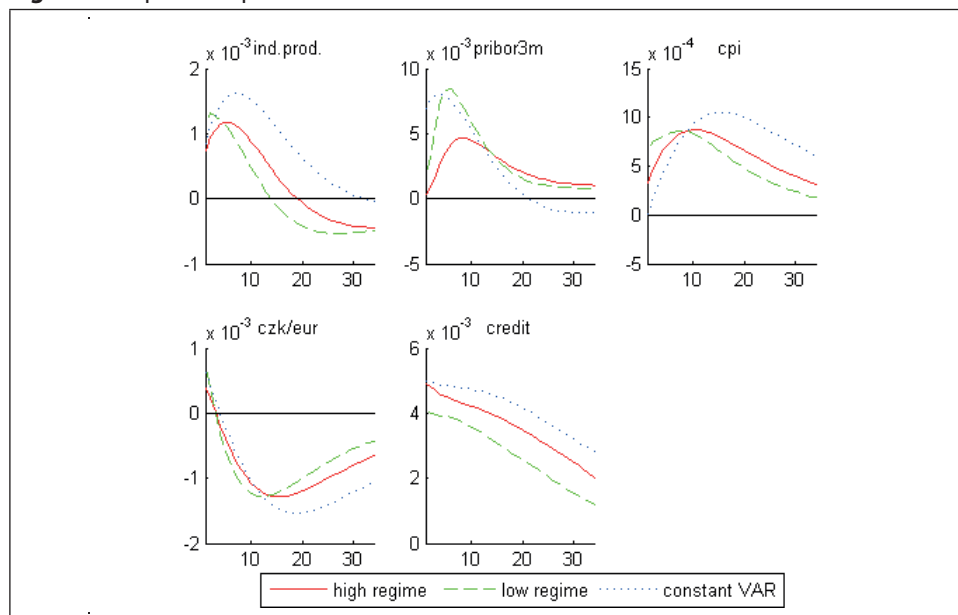 x 10⁻³ ind.prod.
2
1
0
-1
10 20 30
x 10⁻³ pribor3m
10
5
0
-5
10 20 30
x 10⁻⁴ cpi
15
10
5
0
-5
10 20 30
x 10⁻³ czk/eur
1
0
-1
-2
10 20 30
x 10⁻³ credit
6
4
2
0
10 20 30
high regime low regime constant VAR